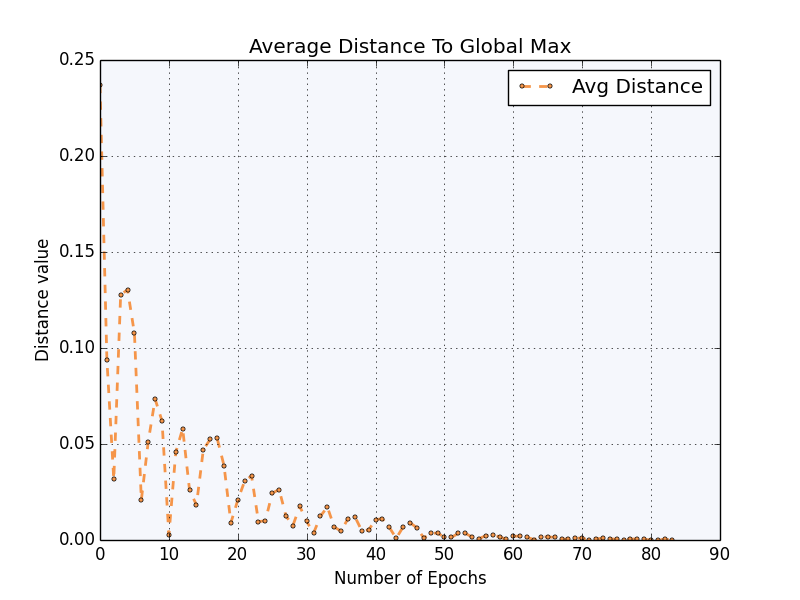 Average Distance To Global Max
Avg Distance
0.25
0.20
0.15
0.10
0.05
0.00
Distance value
0 10 20 30 40 50 60 70 80 90
Number of Epochs